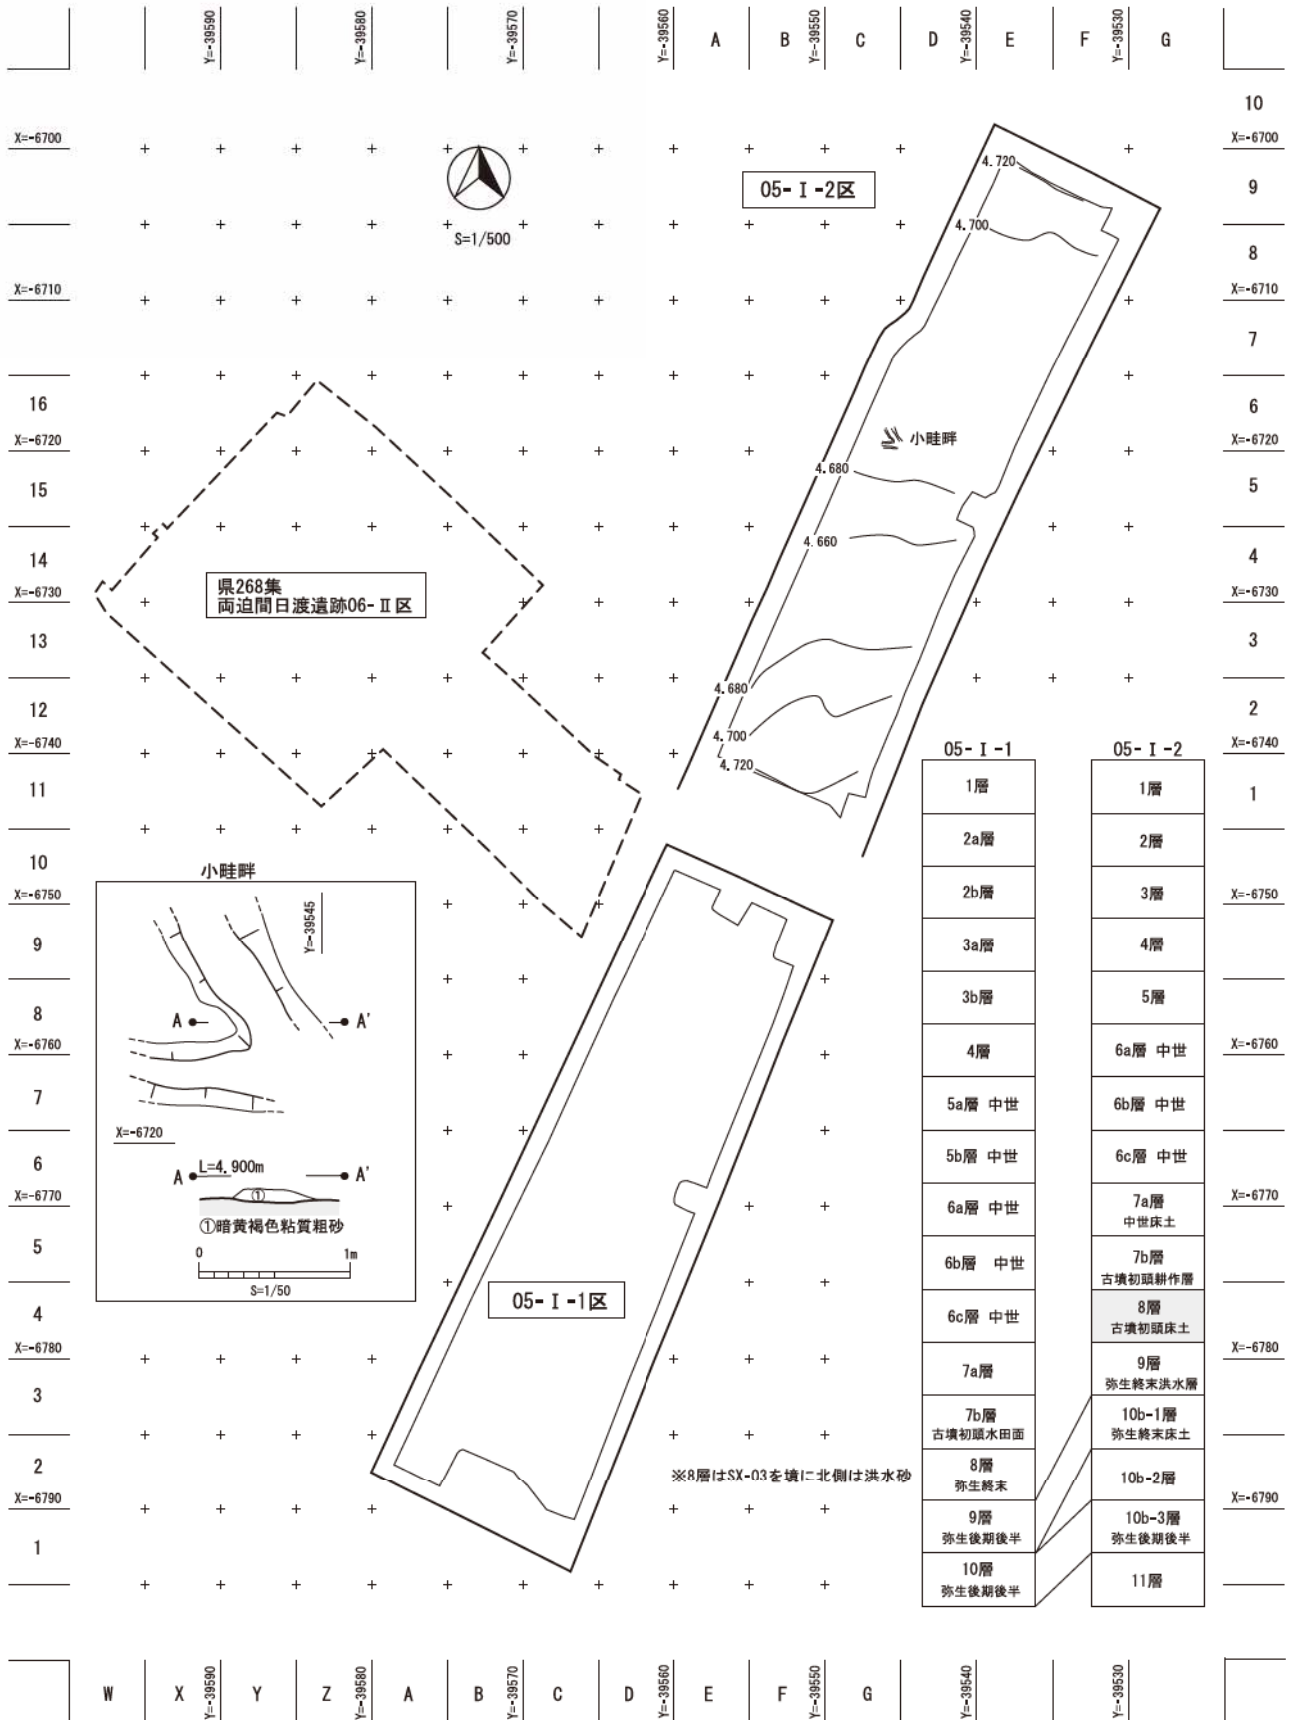 Y=-39590
Y=-39580
Y=-39570
Y=-39560
A
B
Y=-39550
C
D
Y=-39540
E
F
Y=-39530
G
10
X=-6700
X=-6700
9
05-Ⅰ-2区
4.720
S=1/500
4.700
8
X=-6710
X=-6710
7
16
6
X=-6720
小畦畔
X=-6720
15
4.680
5
4.660
14
4
X=-6730
県268集
両迫間日渡遺跡06-Ⅱ区
X=-6730
13
3
4.680
12
2
X=-6740
4.700
X=-6740
4.720
11
1
05-Ⅰ-1
1層
2a層
2b層
3a層
3b層
4層
5a層 中世
5b層 中世
6a層 中世
6b層 中世
6c層 中世
7a層
7b層
古墳初頭水田面
8層
弥生終末
9層
弥生後期後半
10層
弥生後期後半
05-Ⅰ-2
1層
2層
3層
4層
5層
6a層 中世
6b層 中世
6c層 中世
7a層
中世床土
7b層
古墳初頭耕作層
8層
古墳初頭床土
9層
弥生終末洪水層
10b-1層
弥生終末床土
10b-2層
10b-3層
弥生後期後半
11層
10
X=-6750
X=-6750
9
8
X=-6760
X=-6760
7
6
X=-6770
X=-6770
5
4
X=-6780
X=-6780
3
2
X=-6790
X=-6790
1
小畦畔
Y=-39545
A
A'
X=-6720
L=4.900m
A
A'
①
①暗黄褐色粘質粗砂
0
1m
S=1/50
05-Ⅰ-1区
※8層はSX-03を境に北側は洪水砂
W
X
Y=-39590
Y
Z
Y=-39580
A
B
Y=-39570
C
D
Y=-39560
E
F
Y=-39550
G
Y=-39540
Y=-39530